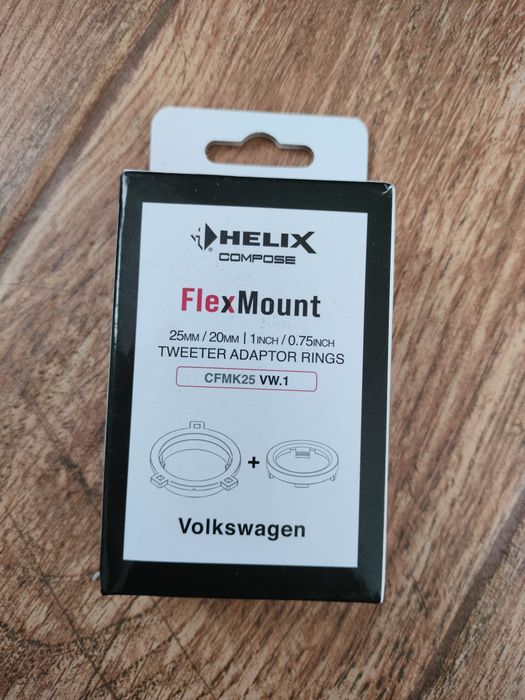 HELIX
COMPOSE
FlexMount
25MM / 20MM | 1INCH / 0.75INCH
TWEETER ADAPTOR RINGS
CFMK25 VW.1
+
Volkswagen